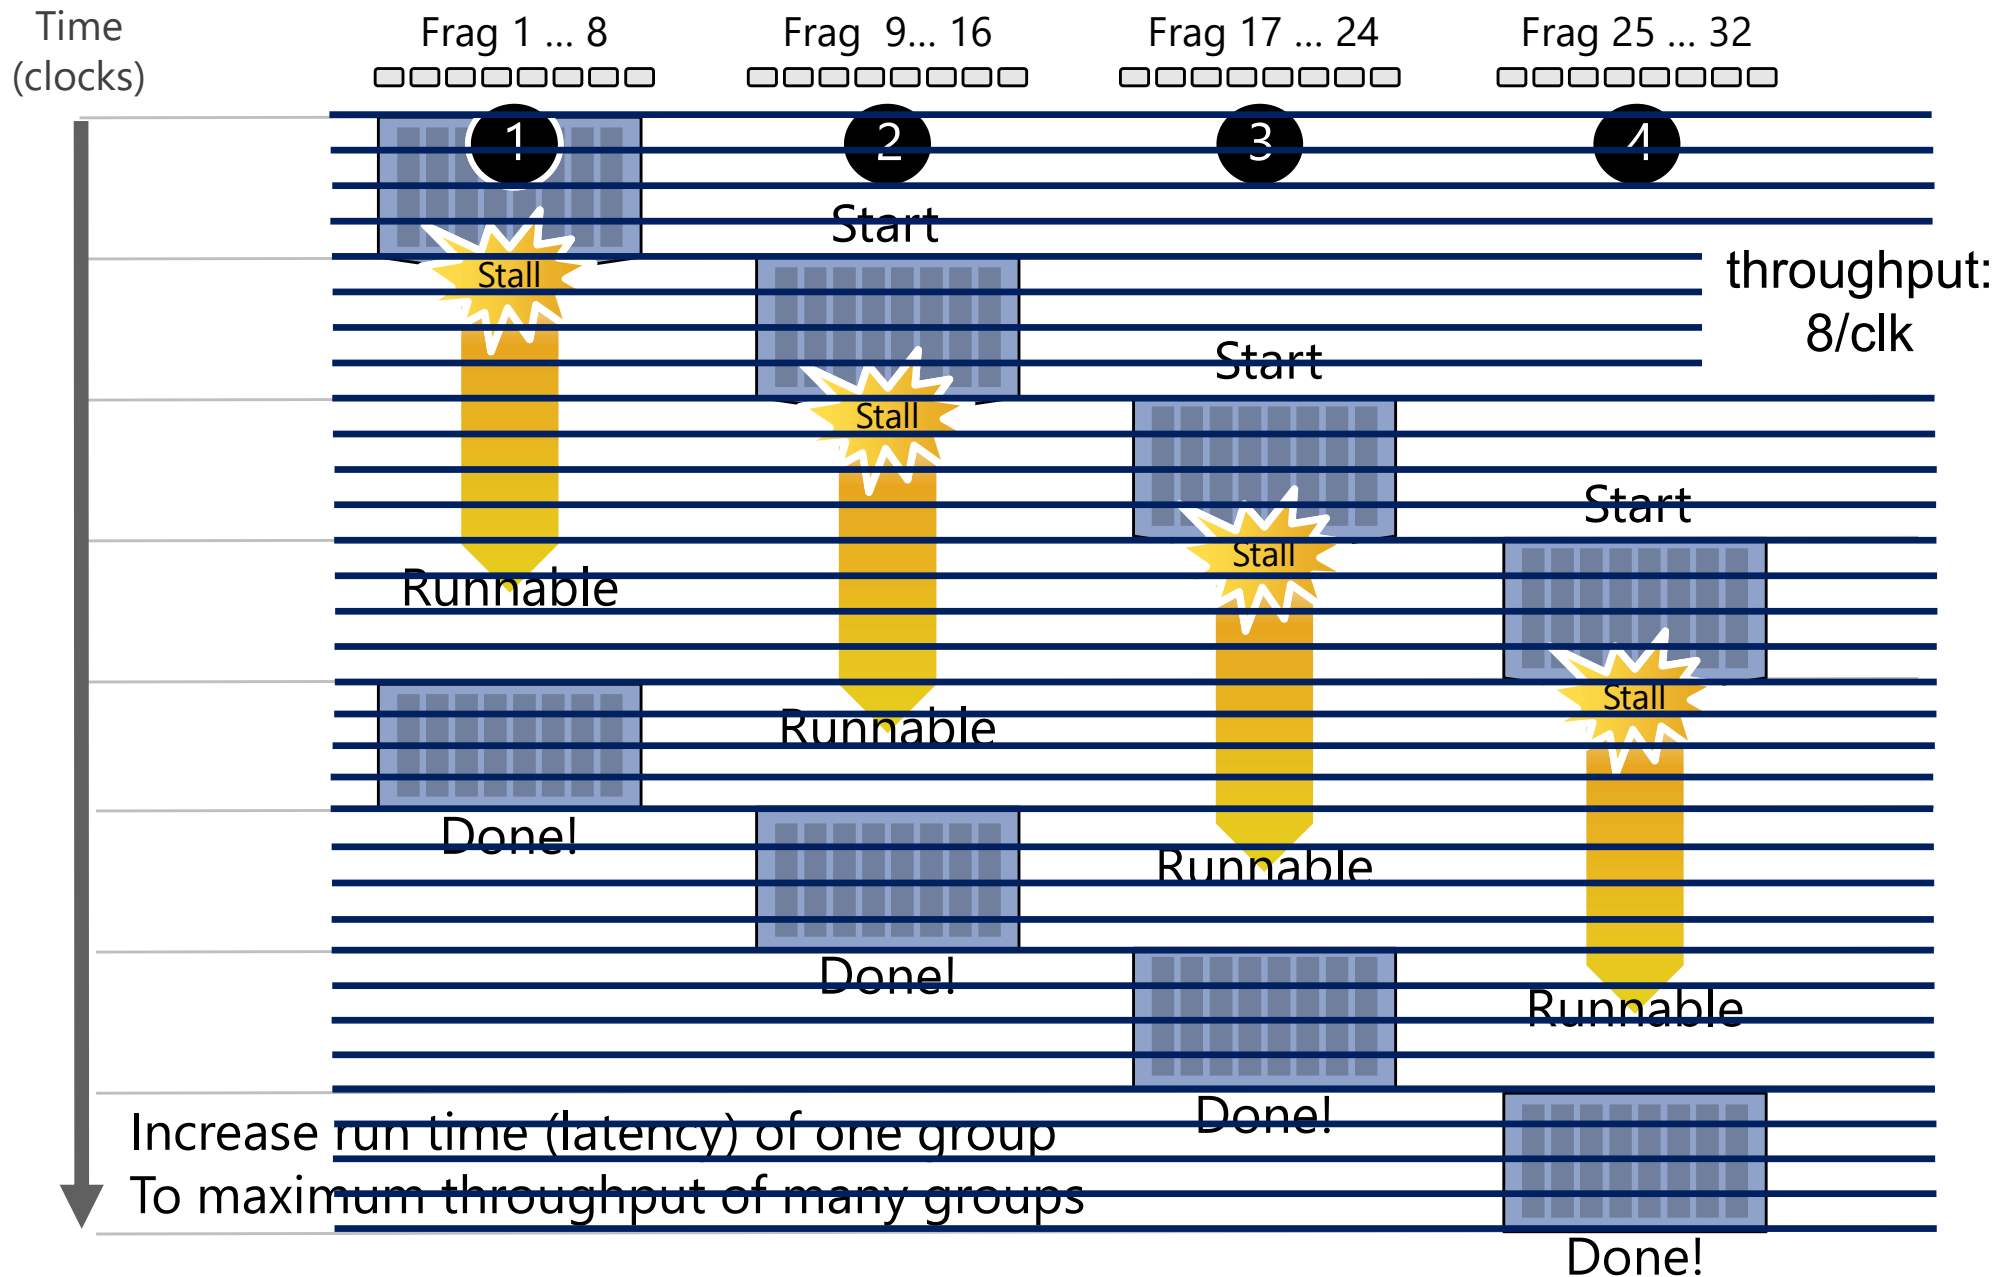 Time
(clocks)
Frag 1 ... 8
Frag  9... 16
Frag 17 ... 24
Frag 25 ... 32
1
2
3
4
Start
Stall
throughput:
8/clk
Start
Stall
Start
Stall
Runnable
Stall
Runnable
Done!
Runnable
Done!
Runnable
Done!
Increase run time (latency) of one group
To maximum throughput of many groups
Done!